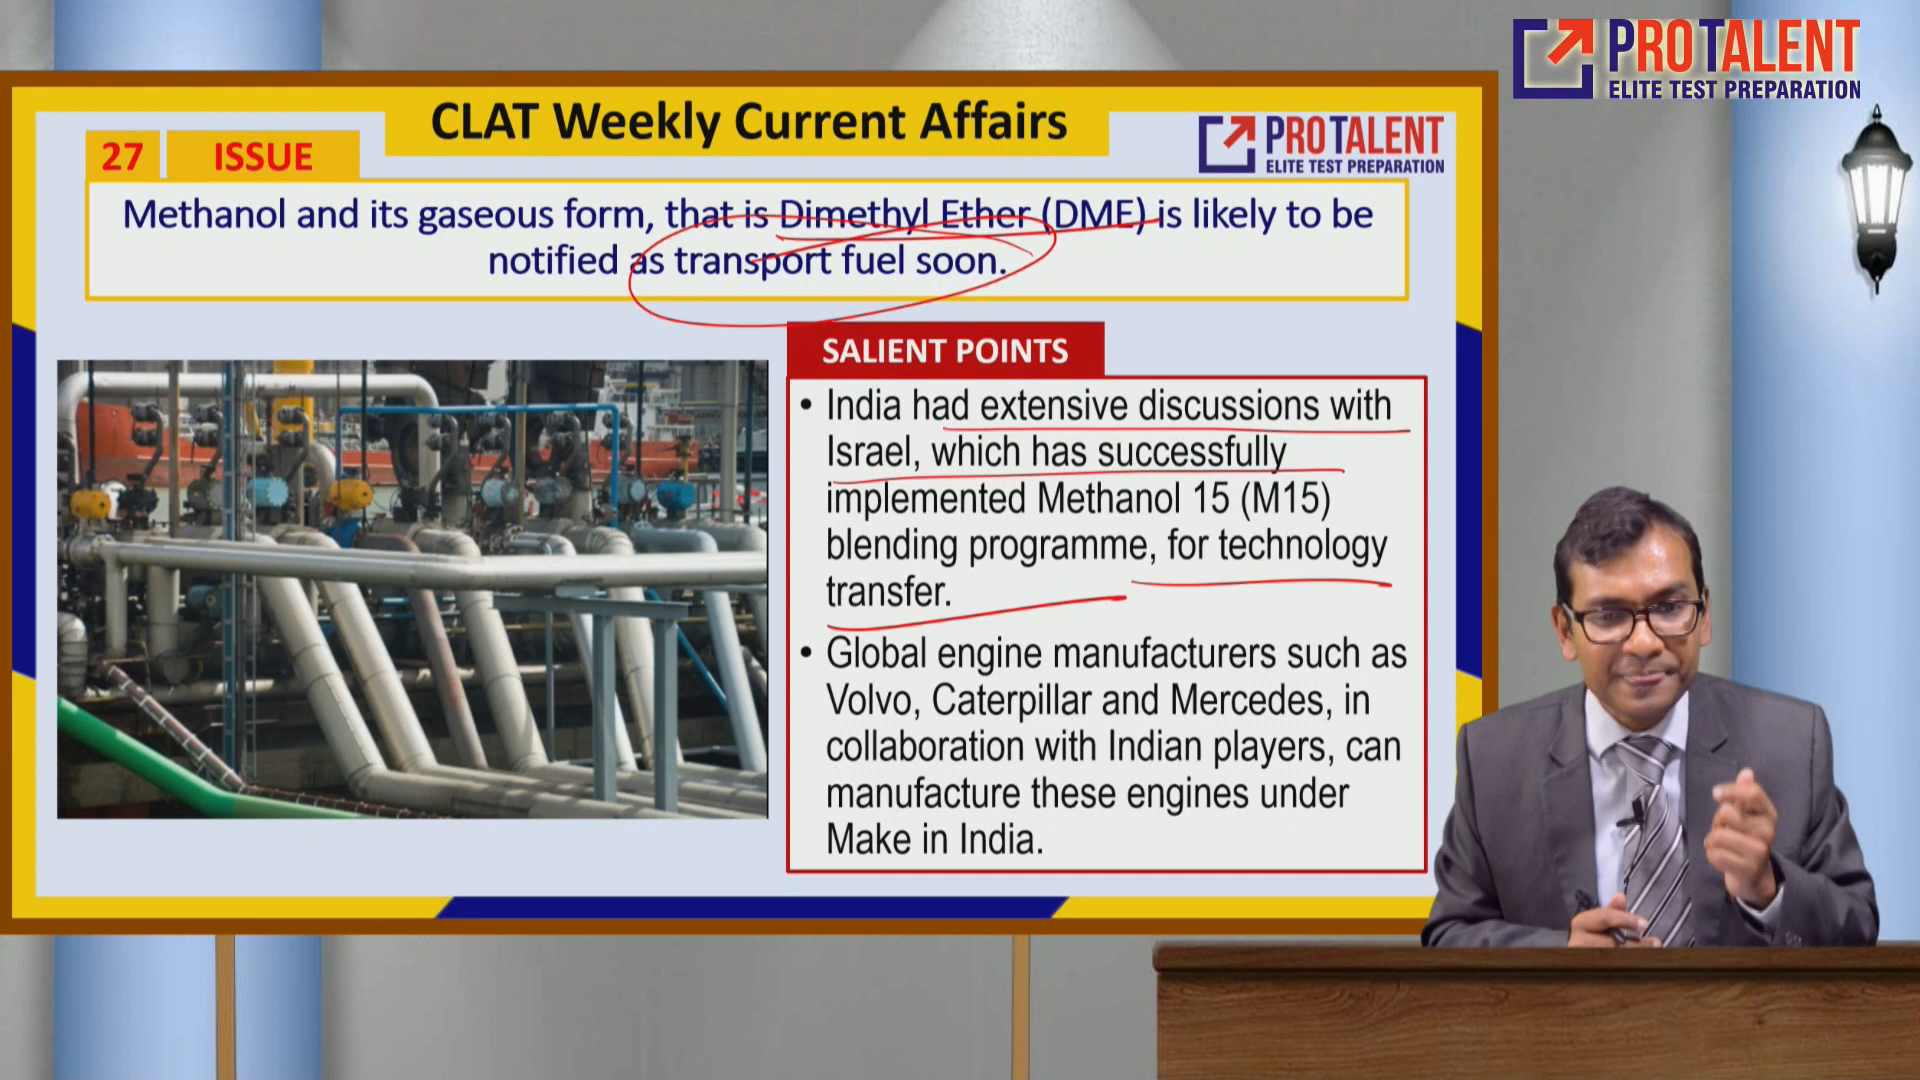 PROTALENT
ELITE TEST PREPARATION
CLAT Weekly Current Affairs
27 ISSUE
PROTALENT
ELITE TEST PREPARATION
Methanol and its gaseous form, that is Dimethyl Ether (DME) is likely to be
notified as transport fuel soon.
SALIENT POINTS
• India had extensive discussions with
Israel, which has successfully
implemented Methanol 15 (M15)
blending programme, for technology
transfer.
• Global engine manufacturers such as
Volvo, Caterpillar and Mercedes, in
collaboration with Indian players, can
manufacture these engines under
Make in India.